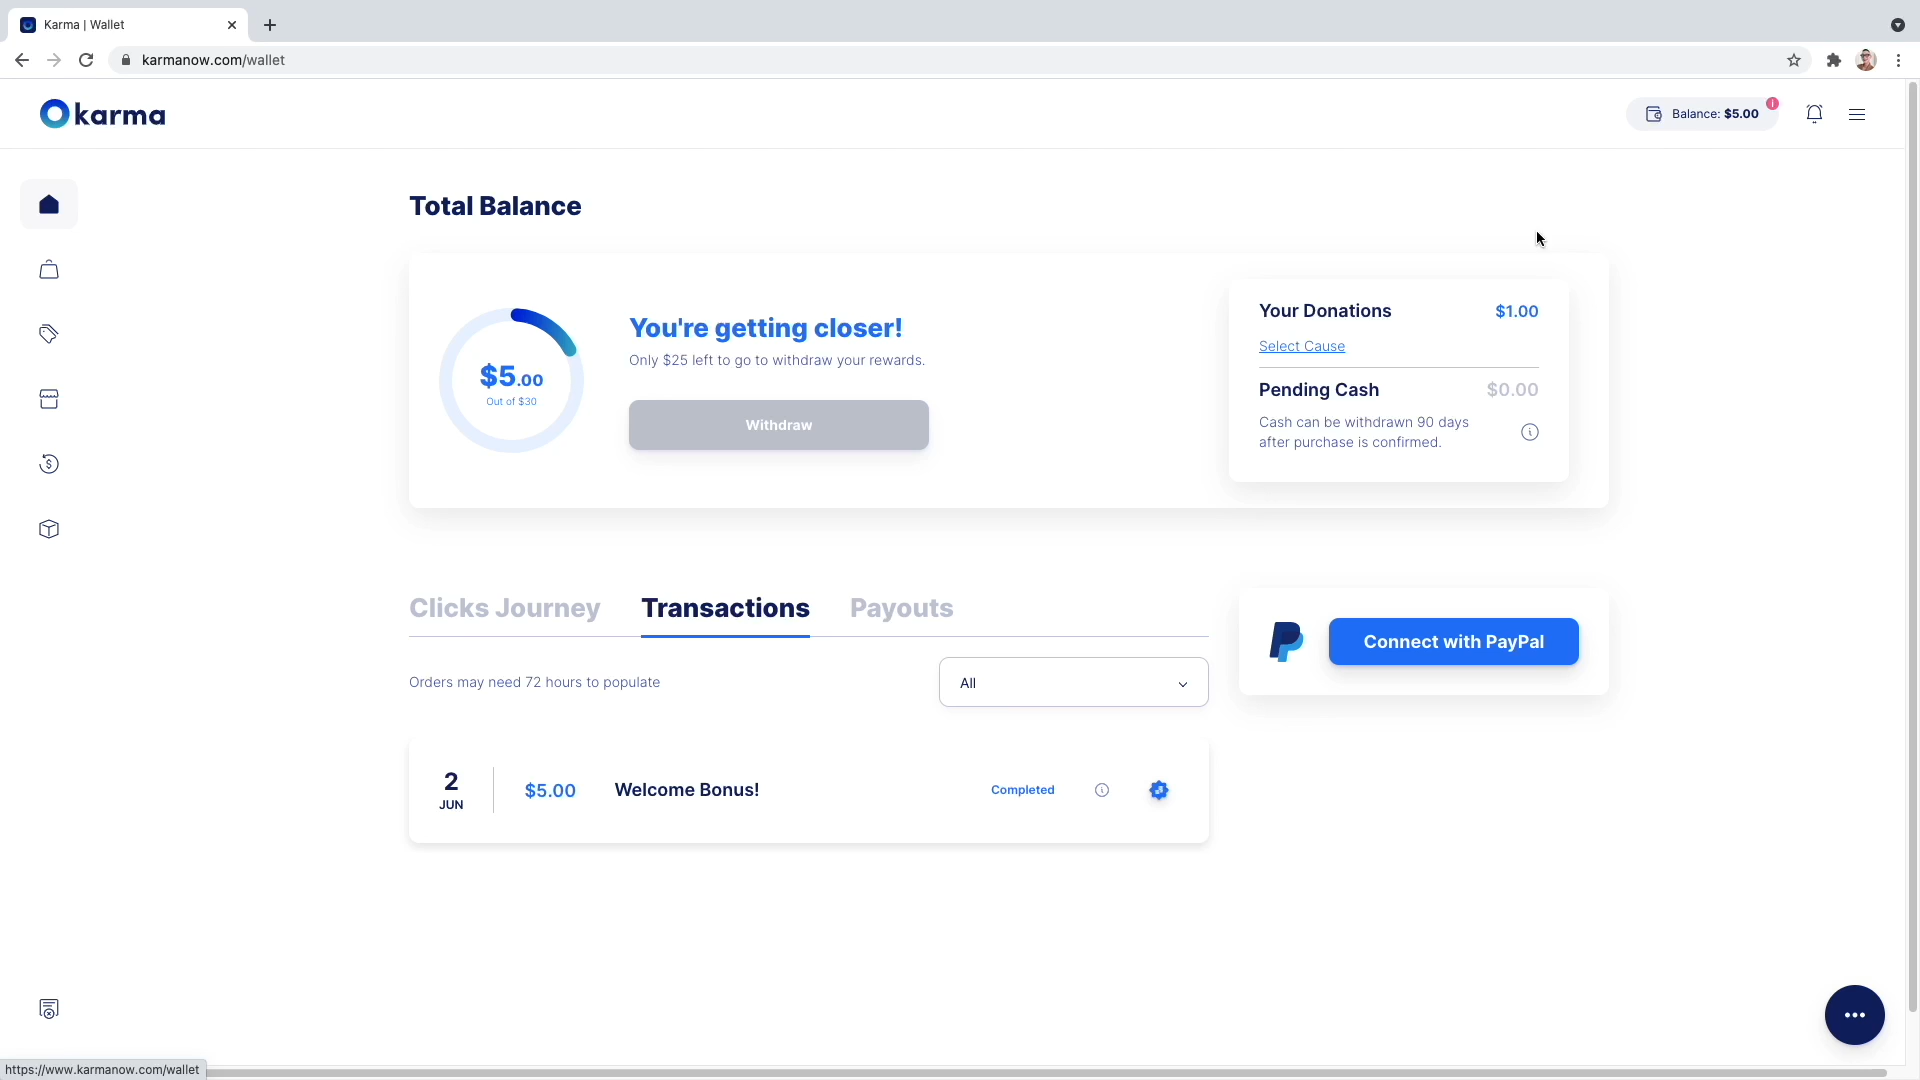 Karma | Wallet
karmanow.com/wallet
karma
Balance: $5.00
Total Balance
$5.00
Out of $30
You're getting closer!
Only $25 left to go to withdraw your rewards.
Withdraw
Your Donations $1.00
Select Cause
Pending Cash $0.00
Cash can be withdrawn 90 days
after purchase is confirmed.
Clicks Journey Transactions Payouts
Orders may need 72 hours to populate
All
Connect with PayPal
2
JUN
$5.00 Welcome Bonus! Completed
https://www.karmanow.com/wallet